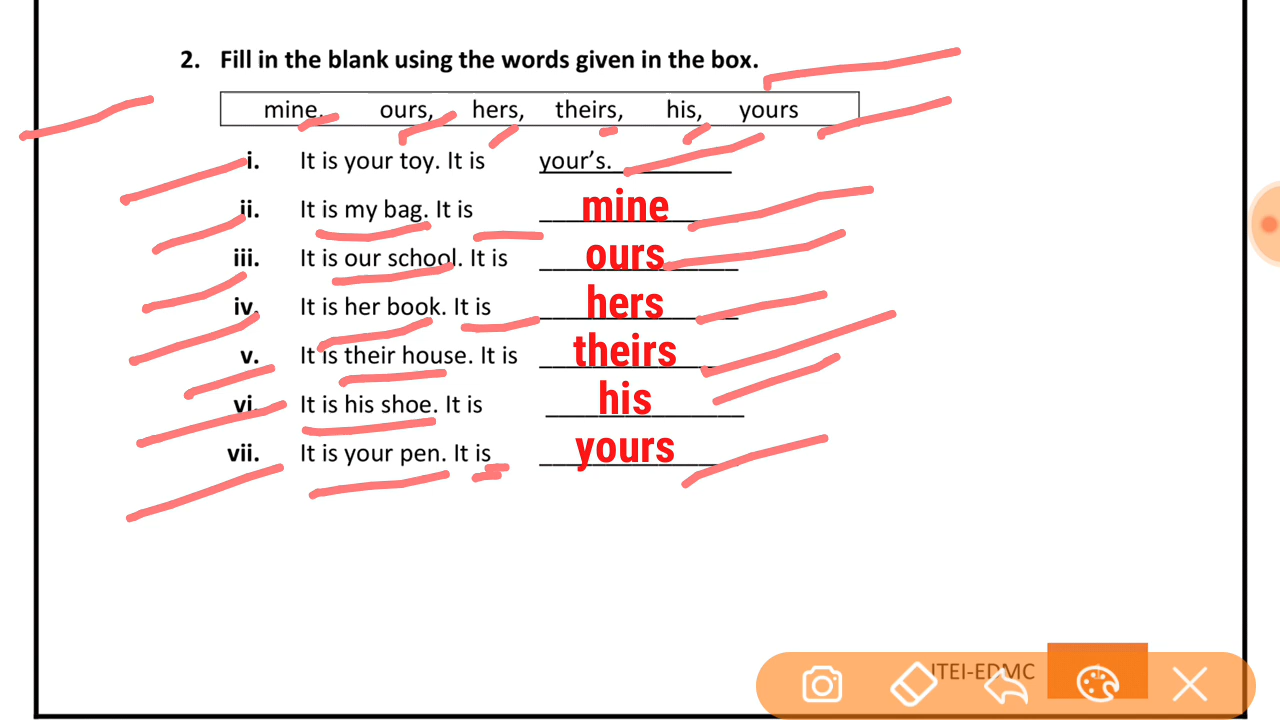 2. Fill in the blank using the words given in the box.
mine, ours, hers, theirs, his, yours
i. It is your toy. It is your's.
ii. It is my bag. It is mine
iii. It is our school. It is ours
iv. It is her book. It is hers
v. It is their house. It is theirs
vi. It is his shoe. It is his
vii. It is your pen. It is yours
ITEI-EDMC